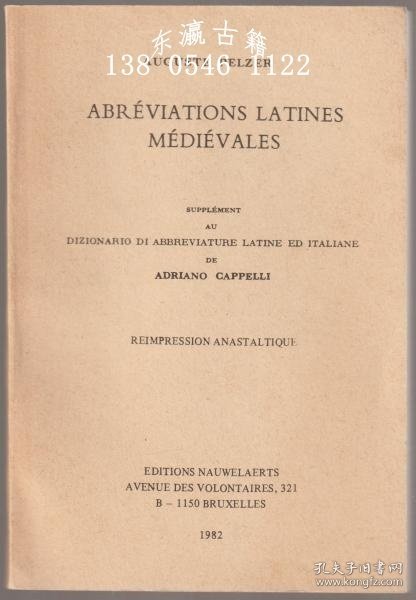 东瀛古籍
AUGUSTE PELZER
138 0546 1122
ABRÉVIATIONS LATINES
MÉDIÉVALES
SUPPLÉMENT
AU
DIZIONARIO DI ABBREVIATURE LATINE ED ITALIANE
DE
ADRIANO CAPPELLI
REIMPRESSION ANASTALTIQUE
EDITIONS NAUWELAERTS
AVENUE DES VOLONTAIRES, 321
B – 1150 BRUXELLES
1982
孔夫子旧书网
www.kongfz.com